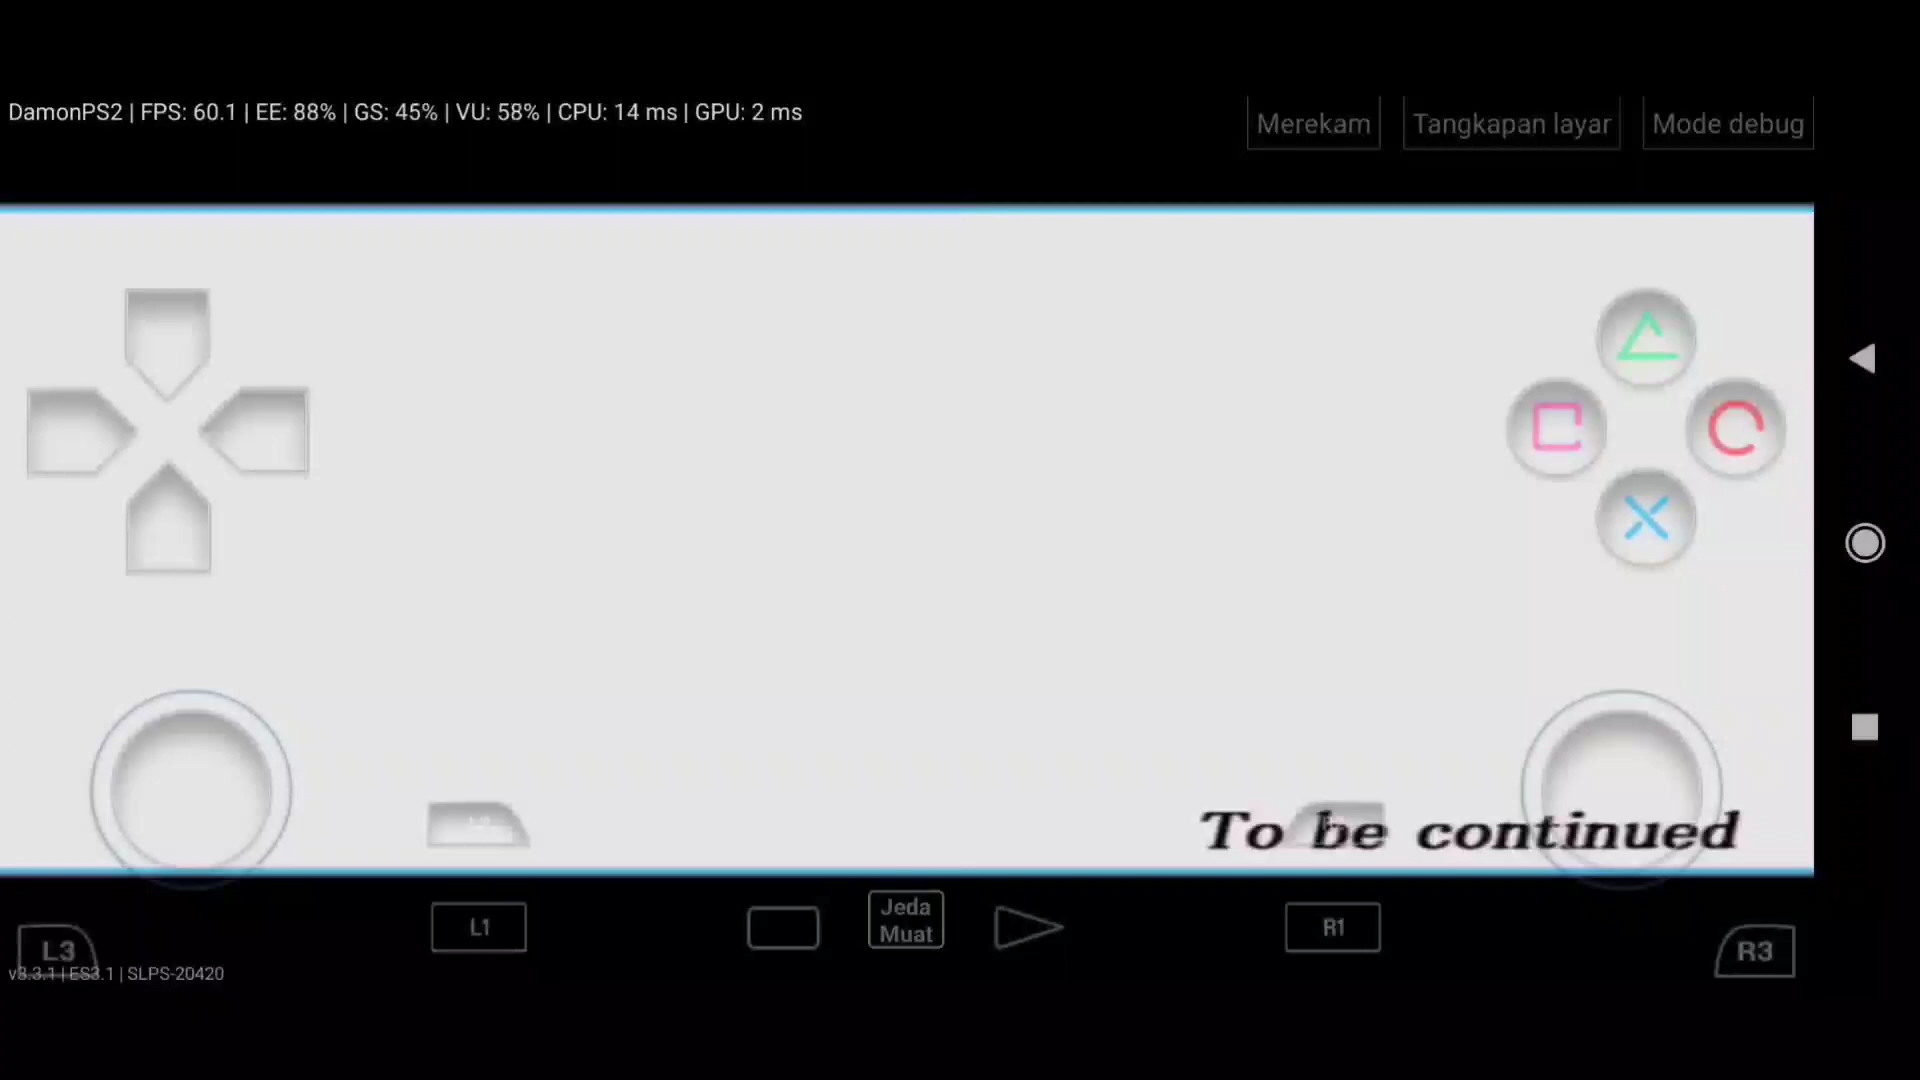 DamonPS2 | FPS: 60.1 | EE: 88% | GS: 45% | VU: 58% | CPU: 14 ms | GPU: 2 ms
Merekam
Tangkapan layar
Mode debug
To be continued
L1
Jeda
Muat
R1
L3
R3
v3.3.1 | ES3.1 | SLPS-20420